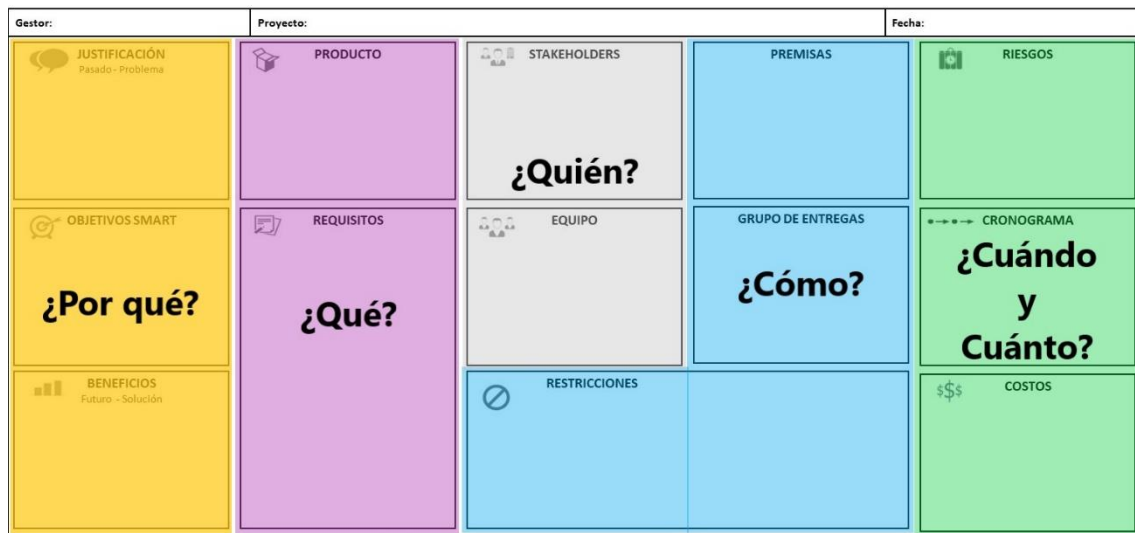 Gestor:
Proyecto:
Fecha:
JUSTIFICACIÓN
Pasado - Problema
OBJETIVOS SMART
¿Por qué?
BENEFICIOS
Futuro - Solución
PRODUCTO
REQUISITOS
¿Qué?
STAKEHOLDERS
¿Quién?
EQUIPO
PREMISAS
GRUPO DE ENTREGAS
¿Cómo?
RESTRICCIONES
RIESGOS
CRONOGRAMA
¿Cuándo
y
Cuánto?
$$$ COSTOS